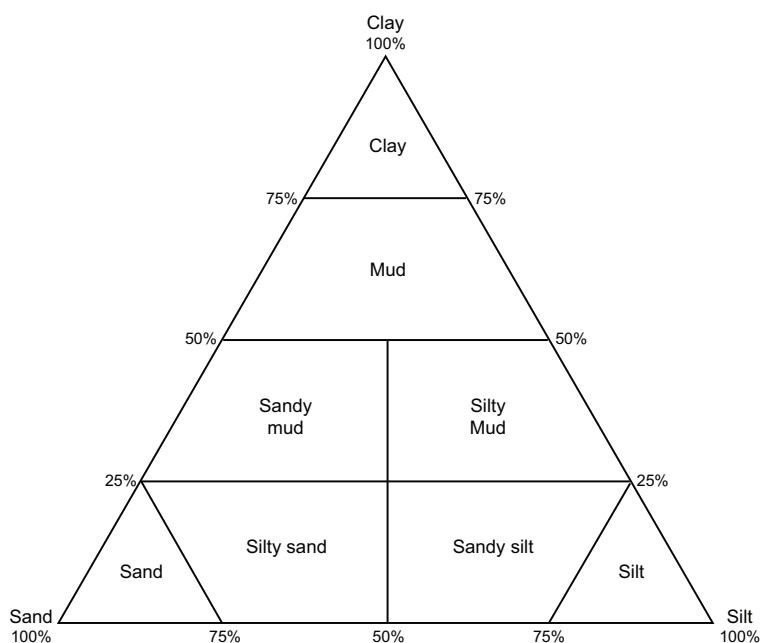 Clay
100%
Clay
75%
75%
Mud
50%
50%
Sandy
mud
Silty
Mud
25%
25%
Silty sand
Sandy silt
Sand
Silt
Sand
100%
75%
50%
75%
Silt
100%